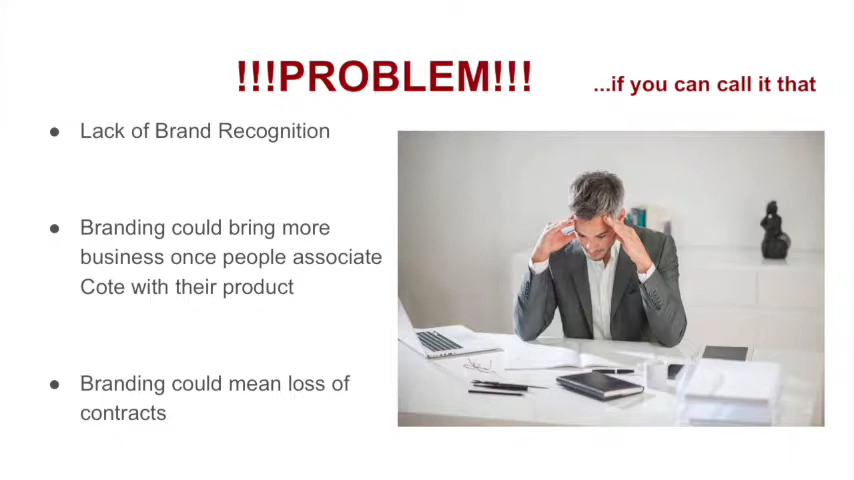 !!!PROBLEM!!! ...if you can call it that
● Lack of Brand Recognition
● Branding could bring more
business once people associate
Cote with their product
● Branding could mean loss of
contracts